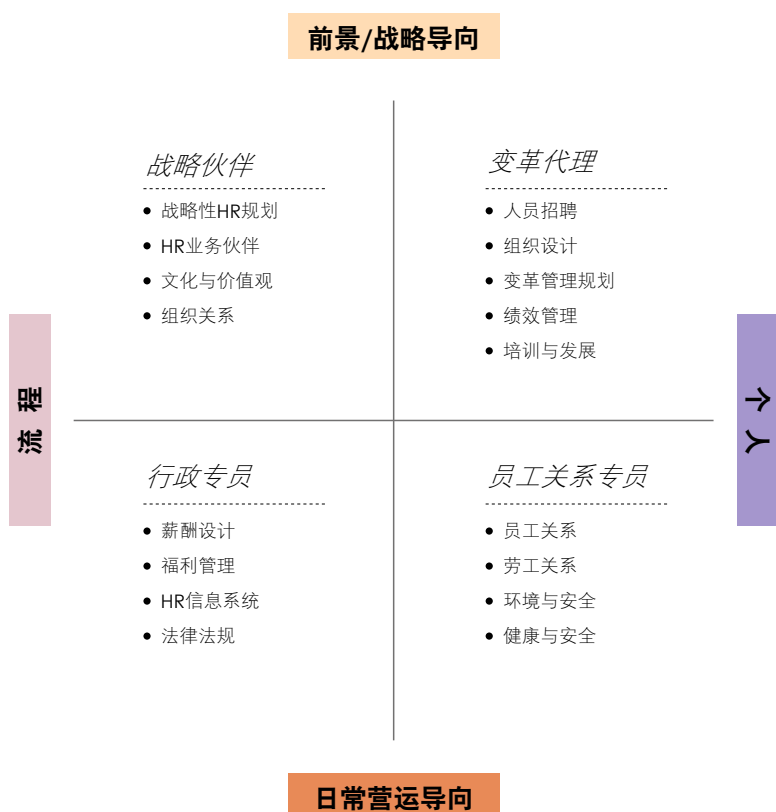 前景/战略导向
战略伙伴
• 战略性HR规划
• HR业务伙伴
• 文化与价值观
• 组织关系
变革代理
• 人员招聘
• 组织设计
• 变革管理规划
• 绩效管理
• 培训与发展
流程
个人
行政专员
• 薪酬设计
• 福利管理
• HR信息系统
• 法律法规
员工关系专员
• 员工关系
• 劳工关系
• 环境与安全
• 健康与安全
日常营运导向